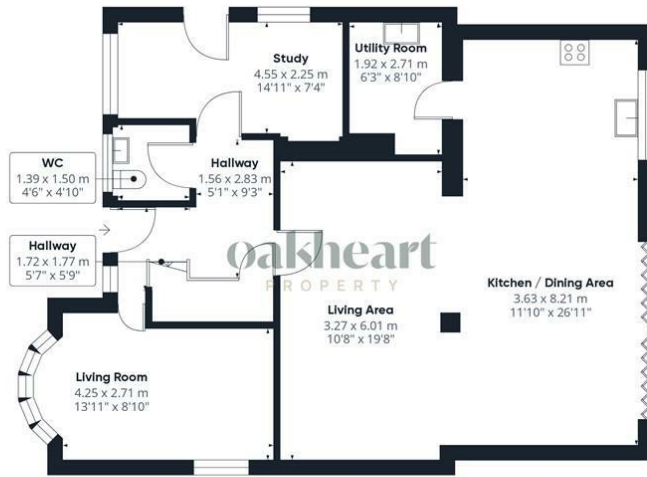 Study
4.55 x 2.25 m
14'11" x 7'4"
Utility Room
1.92 x 2.71 m
6'3" x 8'10"
WC
1.39 x 1.50 m
4'6" x 4'10"
Hallway
1.56 x 2.83 m
5'1" x 9'3"
Hallway
1.72 x 1.77 m
5'7" x 5'9"
oakheart
PROPERTY
Kitchen / Dining Area
3.63 x 8.21 m
11'10" x 26'11"
Living Area
3.27 x 6.01 m
10'8" x 19'8"
Living Room
4.25 x 2.71 m
13'11" x 8'10"